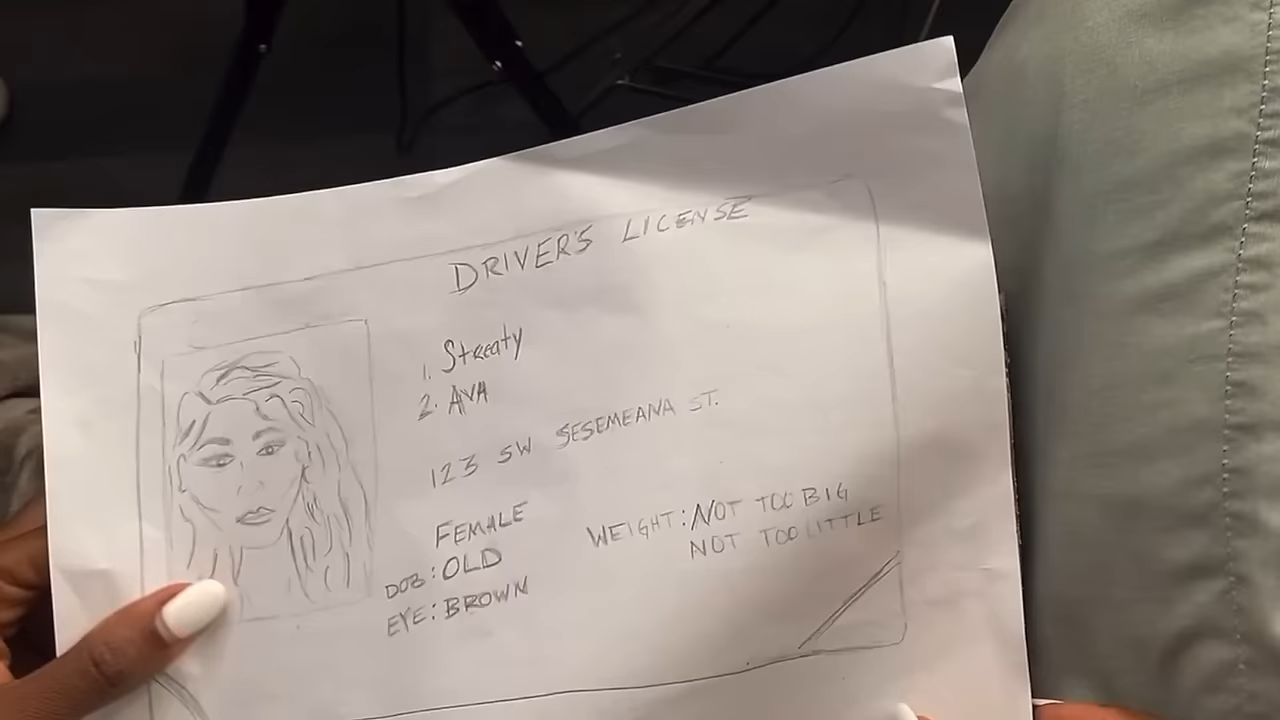 DRIVER'S LICENSE
1. Streaty
2. AVA
123 SW SESEMEANA ST.
FEMALE
DOB: OLD
EYE: BROWN
WEIGHT: NOT TOO BIG
NOT TOO LITTLE